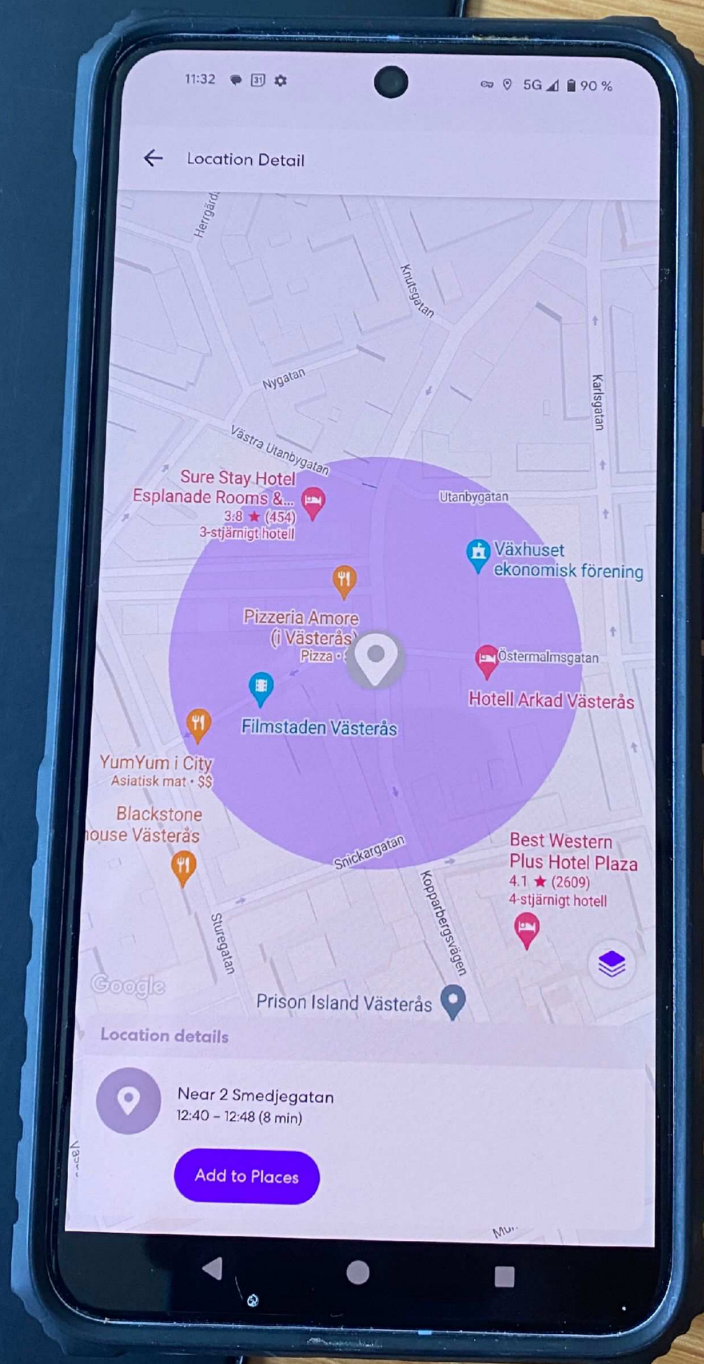 11:32 31 5G 90 %
Location Detail
Herrgärd
Knutsgatan
Nygatan
Karlsgatan
Västra Utanbygatan
Sure Stay Hotel
Esplanade Rooms &...
3.8 ★ (454)
3-stjärnigt hotell
Utanbygatan
Växhuset
ekonomisk förening
Pizzeria Amore
(i Västerås)
Pizza ·
Östermalmsgatan
Hotell Arkad Västerås
Filmstaden Västerås
YumYum i City
Asiatisk mat · $$
Blackstone
house Västerås
Snickargatan
Best Western
Plus Hotel Plaza
4.1 ★ (2609)
4-stjärnigt hotell
Kopparbergsvägen
Sturegatan
Google
Prison Island Västerås
Location details
Near 2 Smedjegatan
12:40 – 12:48 (8 min)
Add to Places